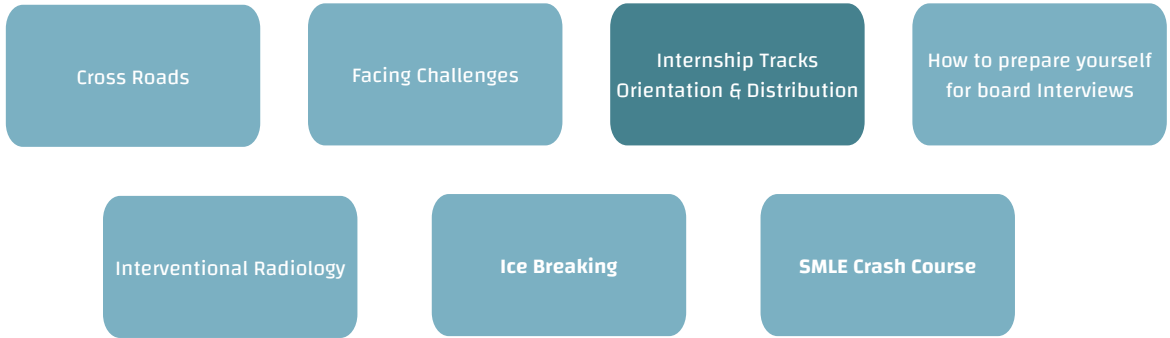 Cross Roads
Facing Challenges
Internship Tracks
Orientation & Distribution
How to prepare yourself
for board Interviews
Interventional Radiology
Ice Breaking
SMLE Crash Course